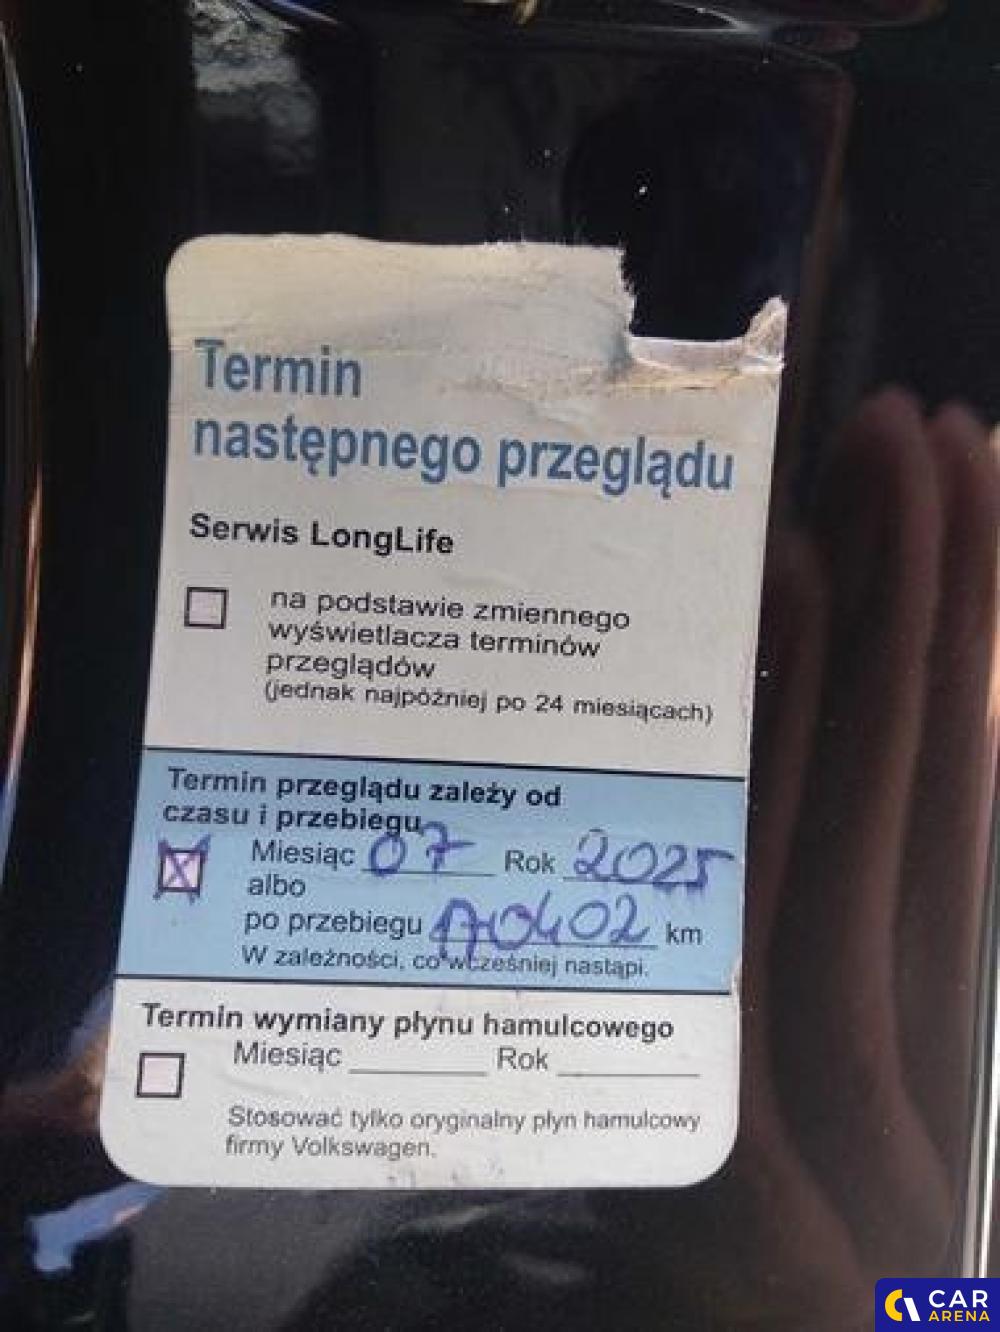 Termin
następnego przeglądu
Serwis LongLife
na podstawie zmiennego
wyświetlacza terminów
przeglądów
(jednak najpóźniej po 24 miesiącach)
Termin przeglądu zależy od
czasu i przebiegu
Miesiąc 07 Rok 2025
albo
po przebiegu 170402 km
W zależności, co wcześniej nastąpi.
Termin wymiany płynu hamulcowego
Miesiąc Rok
Stosować tylko oryginalny płyn hamulcowy
firmy Volkswagen.
CAR
ARENA